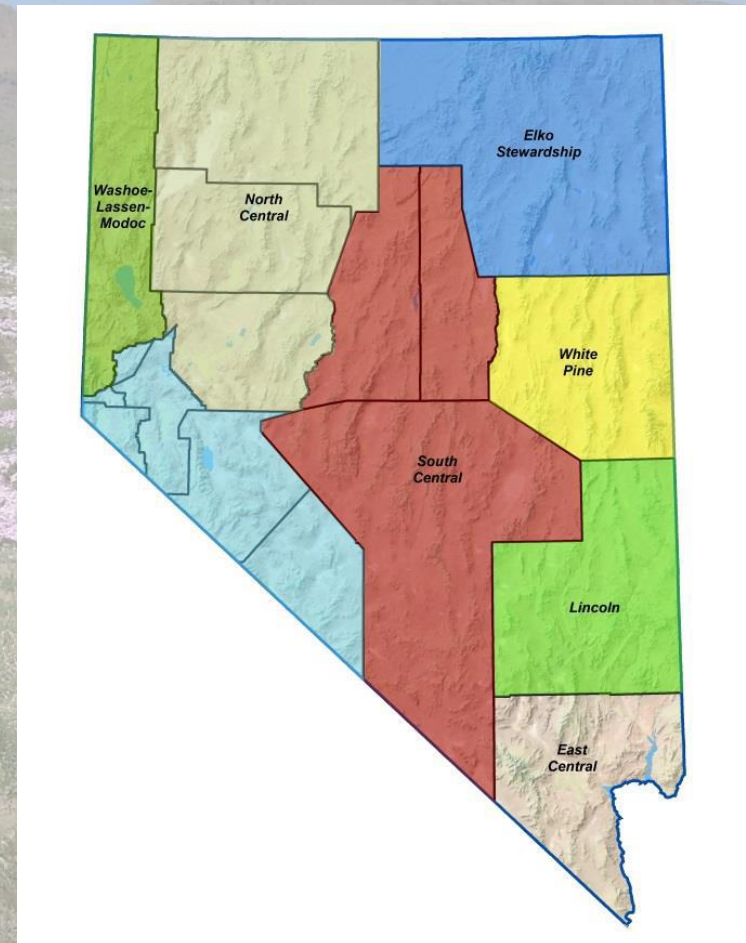 Elko
Stewardship
Washoe-
Lassen-
Modoc
North
Central
White
Pine
South
Central
Lincoln
East
Central